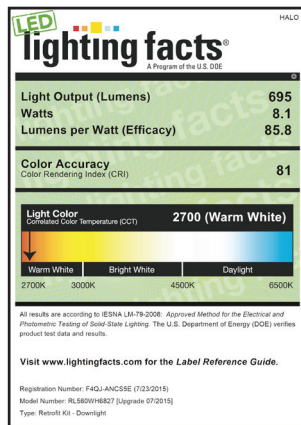 HALO
LED
lighting facts®
A Program of the U.S. DOE
Light Output (Lumens) 695
Watts 8.1
Lumens per Watt (Efficacy) 85.8
Color Accuracy
Color Rendering Index (CRI) 81
Light Color
Correlated Color Temperature (CCT) 2700 (Warm White)
Warm White Bright White Daylight
2700K 3000K 4500K 6500K
All results are according to IESNA LM-79-2008: Approved Method for the Electrical and
Photometric Testing of Solid-State Lighting. The U.S. Department of Energy (DOE) verifies
product test data and results.
Visit www.lightingfacts.com for the Label Reference Guide.
Registration Number: F4QJ-ANCS5E (7/23/2015)
Model Number: RL560WH6827 [Upgrade 07/2015]
Type: Retrofit Kit - Downlight